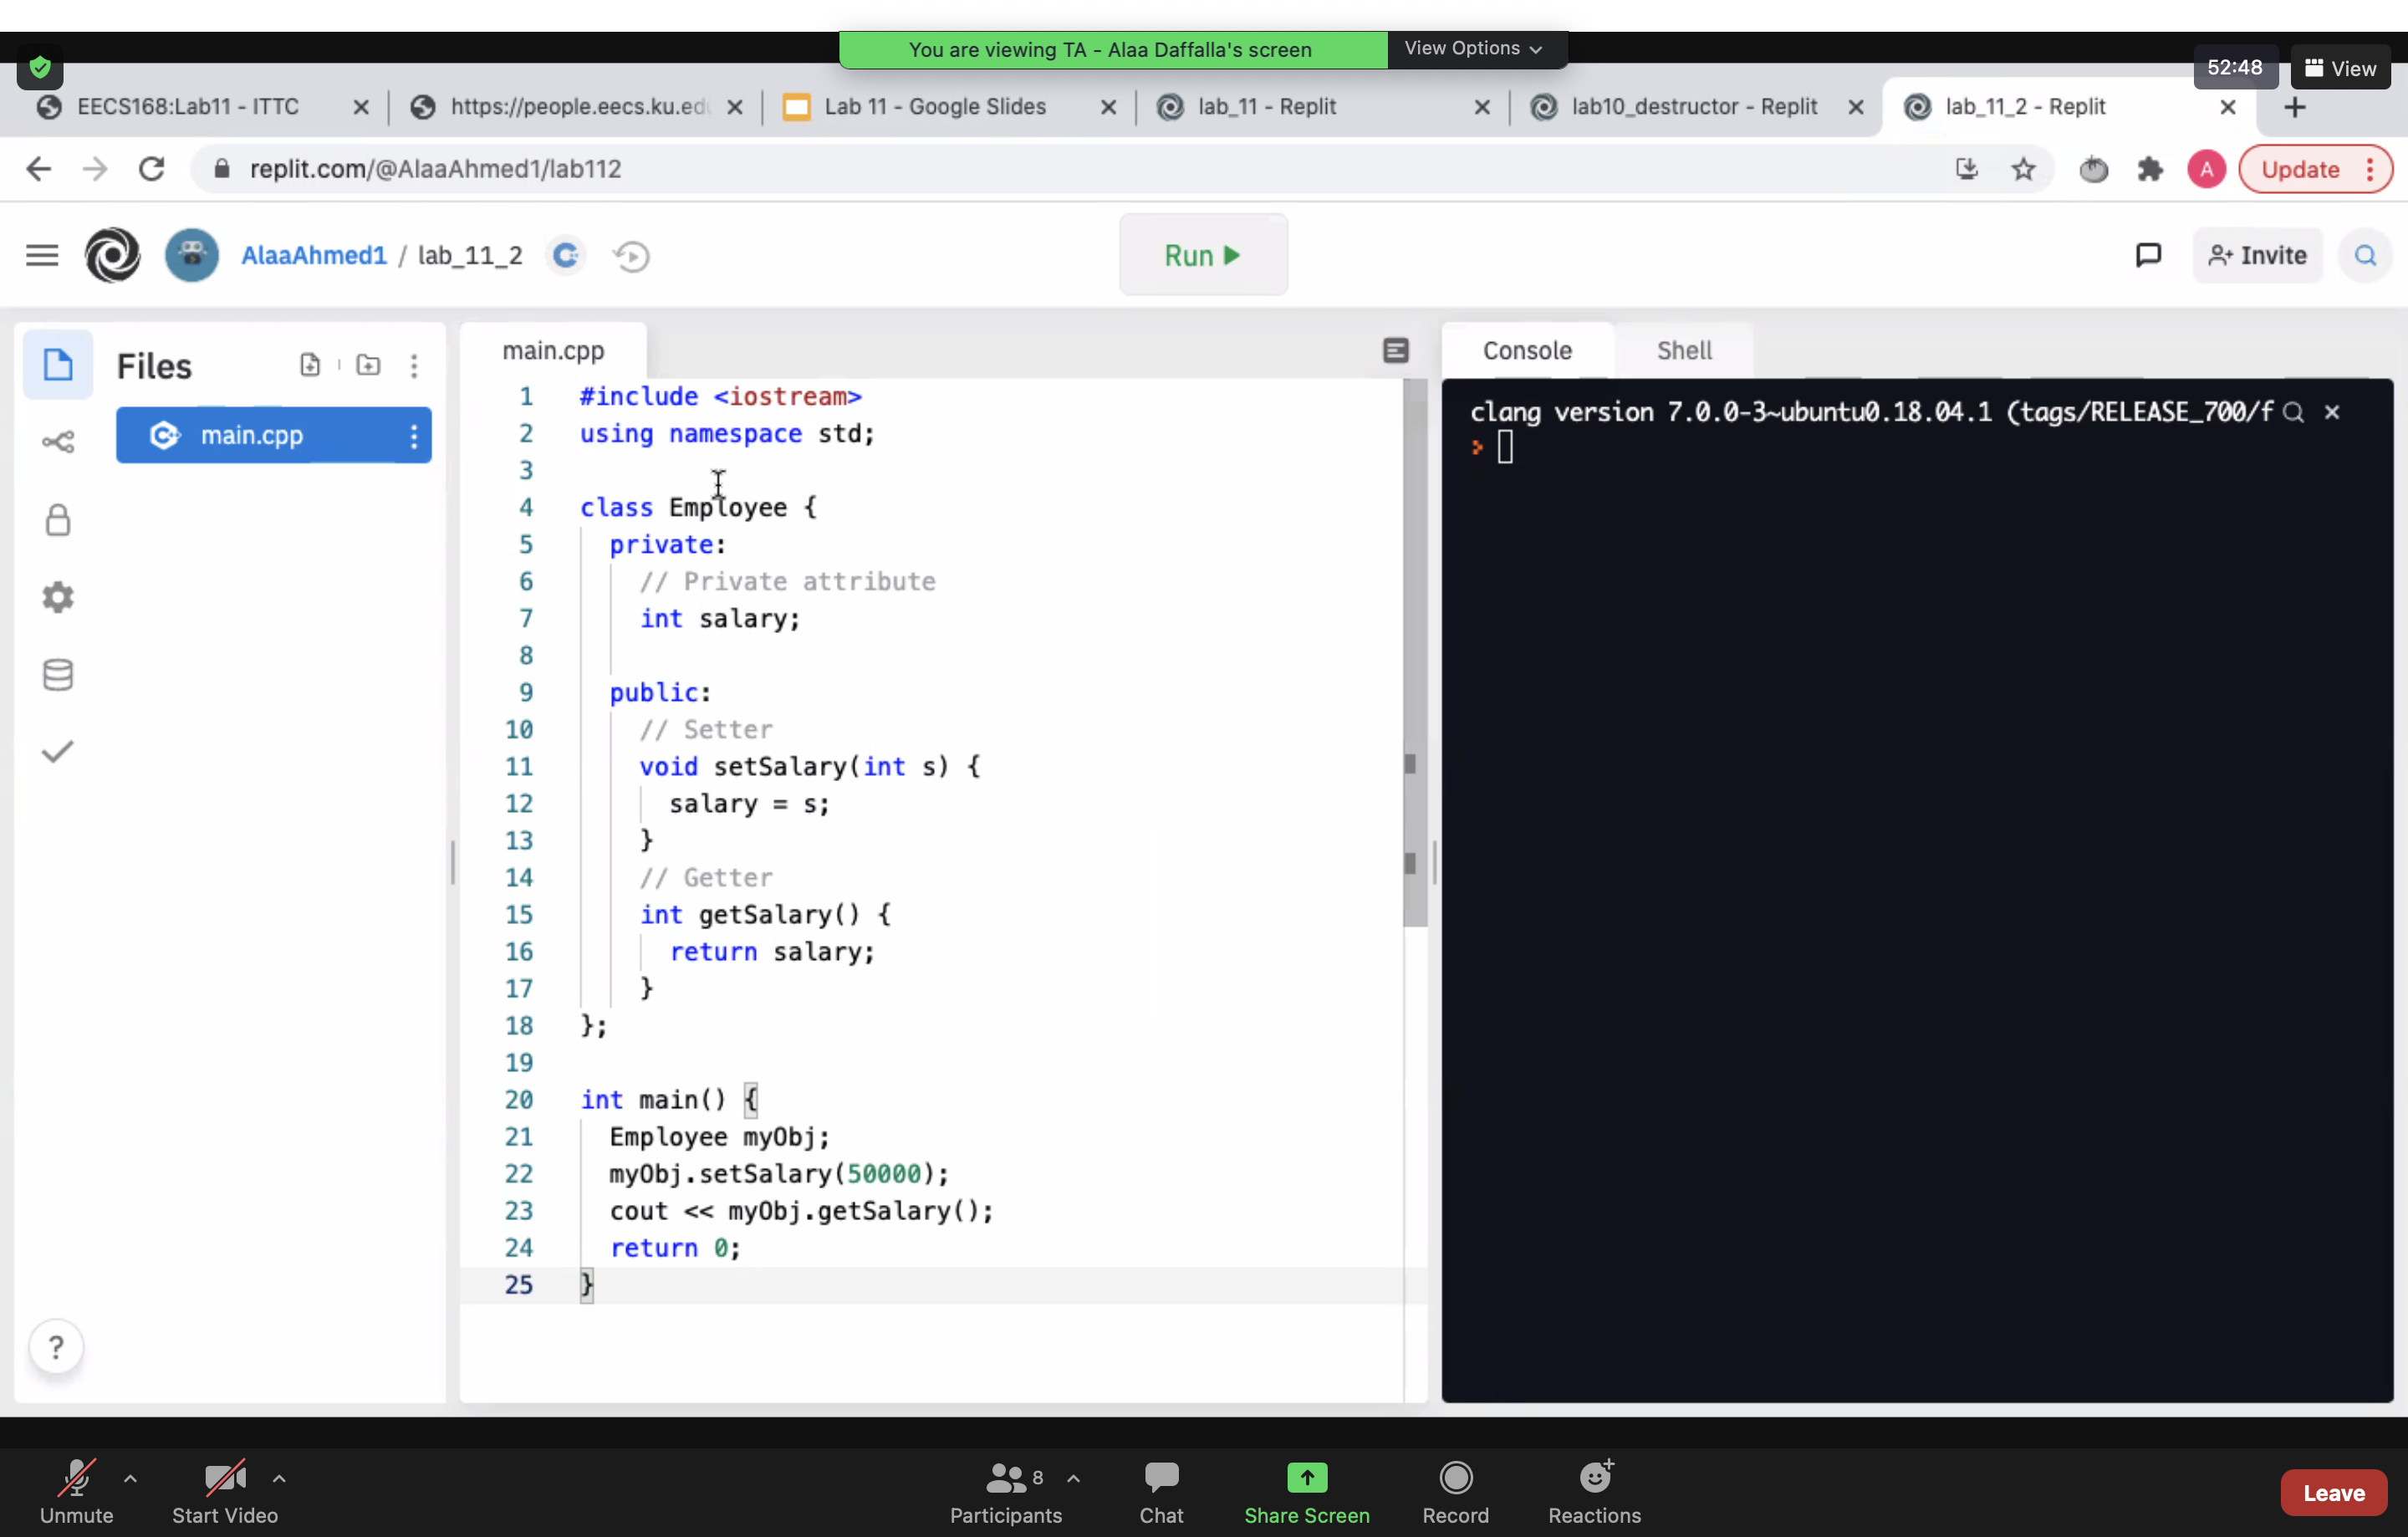 You are viewing TA - Alaa Daffalla's screen
View Options
52:48
View
EECS168:Lab11 - ITTC
https://people.eecs.ku.edu
Lab 11 - Google Slides
lab_11 - Replit
lab10_destructor - Replit
lab_11_2 - Replit
replit.com/@AlaaAhmed1/lab112
A
Update
AlaaAhmed1 / lab_11_2
Run
Invite
Files
main.cpp
main.cpp
1 #include <iostream>
2 using namespace std;
3
4 class Employee {
5 private:
6 // Private attribute
7 int salary;
8
9 public:
10 // Setter
11 void setSalary(int s) {
12 salary = s;
13 }
14 // Getter
15 int getSalary() {
16 return salary;
17 }
18 };
19
20 int main() {
21 Employee myObj;
22 myObj.setSalary(50000);
23 cout << myObj.getSalary();
24 return 0;
25 }
Console
Shell
clang version 7.0.0-3~ubuntu0.18.04.1 (tags/RELEASE_700/f
>
?
Unmute
Start Video
8
Participants
Chat
Share Screen
Record
Reactions
Leave